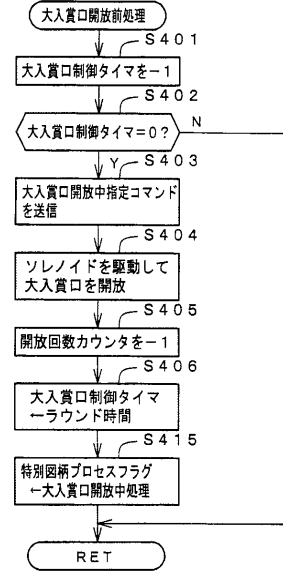 大入賞口開放前処理
S401
大入賞口制御タイマを-1
S402
大入賞口制御タイマ=0?
N
Y
S403
大入賞口開放中指定コマンド
を送信
S404
ソレノイドを駆動して
大入賞口を開放
S405
開放回数カウンタを-1
S406
大入賞口制御タイマ
←ラウンド時間
S415
特別図柄プロセスフラグ
←大入賞口開放中処理
RET